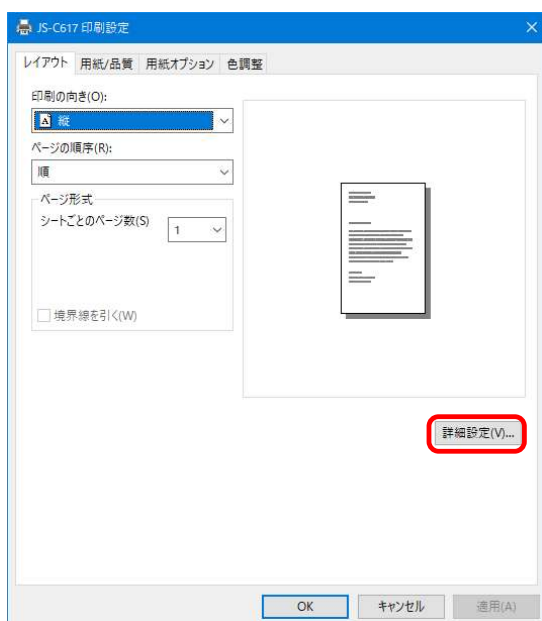 JS-C617 印刷設定
レイアウト 用紙/品質 用紙オプション 色調整
印刷の向き(O):
A 縦
ページの順序(R):
順
ページ形式
シートごとのページ数(S) 1
境界線を引く(W)
詳細設定(V)...
OK キャンセル 適用(A)